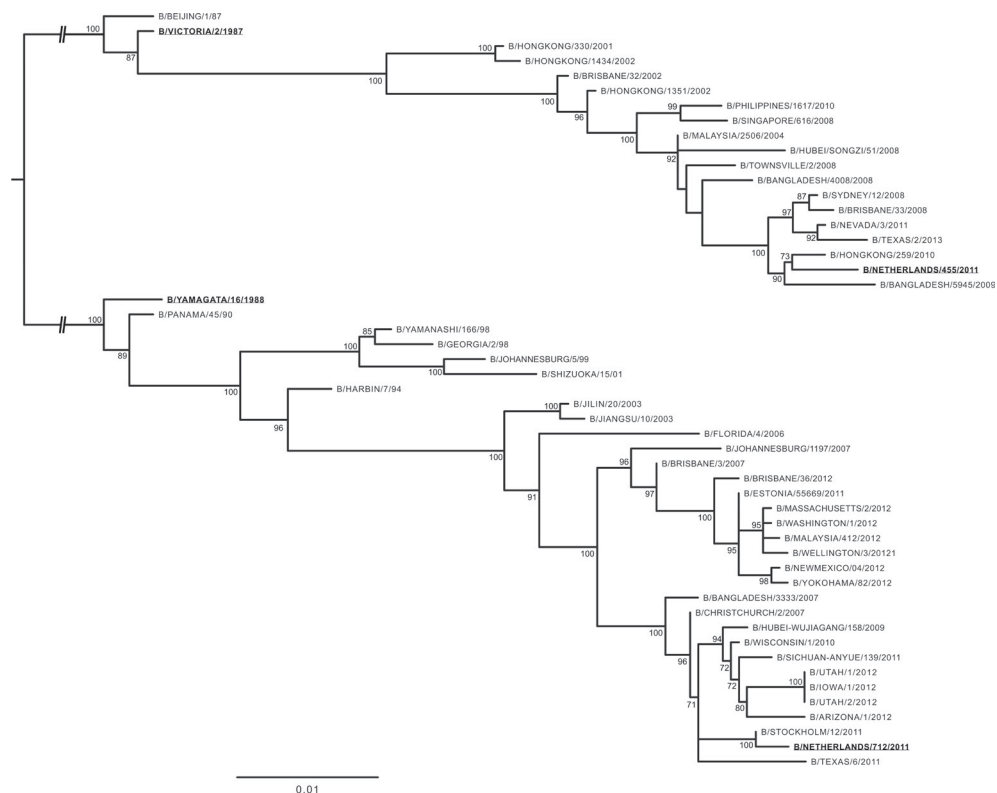 B/BEIJING/1/87
100
B/VICTORIA/2/1987
87
B/HONGKONG/330/2001
100
B/HONGKONG/1434/2002
100
B/BRISBANE/32/2002
100
B/HONGKONG/1351/2002
96
B/PHILIPPINES/1617/2010
99
B/SINGAPORE/616/2008
100
B/MALAYSIA/2506/2004
B/HUBEI/SONGZI/51/2008
92
B/TOWNSVILLE/2/2008
B/BANGLADESH/4008/2008
B/SYDNEY/12/2008
87
B/BRISBANE/33/2008
97
B/NEVADA/3/2011
92
B/TEXAS/2/2013
100
B/HONGKONG/259/2010
73
B/NETHERLANDS/455/2011
90
B/BANGLADESH/5945/2009
B/YAMAGATA/16/1988
100
B/PANAMA/45/90
89
B/YAMANASHI/166/98
85
B/GEORGIA/2/98
100
B/JOHANNESBURG/5/99
100
B/SHIZUOKA/15/01
100
B/HARBIN/7/94
96
B/JILIN/20/2003
100
B/JIANGSU/10/2003
100
B/FLORIDA/4/2006
91
B/JOHANNESBURG/1197/2007
96
B/BRISBANE/3/2007
97
B/BRISBANE/36/2012
100
B/ESTONIA/55669/2011
B/MASSACHUSETTS/2/2012
95
B/WASHINGTON/1/2012
B/MALAYSIA/412/2012
95
B/WELLINGTON/3/20121
100
B/NEWMEXICO/04/2012
98
B/YOKOHAMA/82/2012
B/BANGLADESH/3333/2007
100
B/CHRISTCHURCH/2/2007
B/HUBEI-WUJIAGANG/158/2009
94
B/WISCONSIN/1/2010
96
72
B/SICHUAN-ANYUE/139/2011
72
B/UTAH/1/2012
100
B/IOWA/1/2012
B/UTAH/2/2012
71
80
B/ARIZONA/1/2012
B/STOCKHOLM/12/2011
100
B/NETHERLANDS/712/2011
B/TEXAS/6/2011
0.01